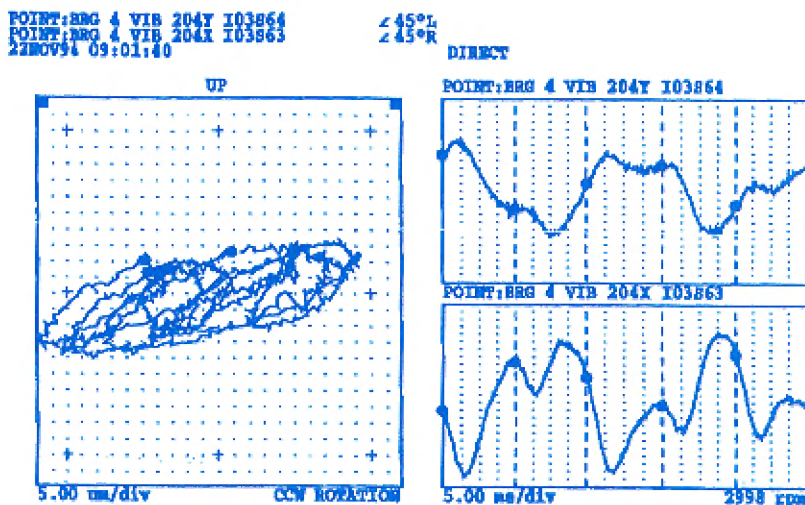 POINT:BRG 4 VIB 204Y I03864 ∠45°L
POINT:BRG 4 VIB 204X I03863 ∠45°R
22NOV94 09:01:40
DIRECT
UP
POINT:BRG 4 VIB 204Y I03864
POINT:BRG 4 VIB 204X I03863
5.00 um/div CCW ROTATION
5.00 ms/div 2998 rpm